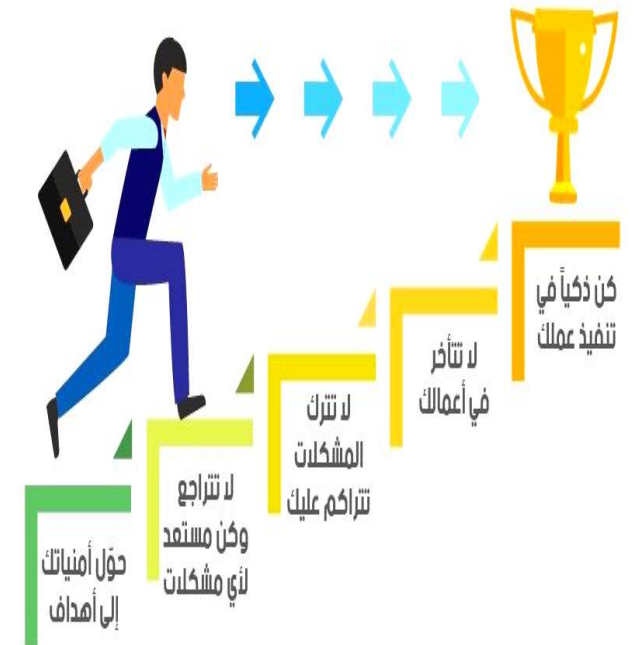 حوّل أمنياتك
إلى أهداف
لا تتراجع
وكن مستعد
لأي مشكلات
لا تترك
المشكلات
تتراكم عليك
لا تتأخر
في أعمالك
كن ذكياً في
تنفيذ عملك